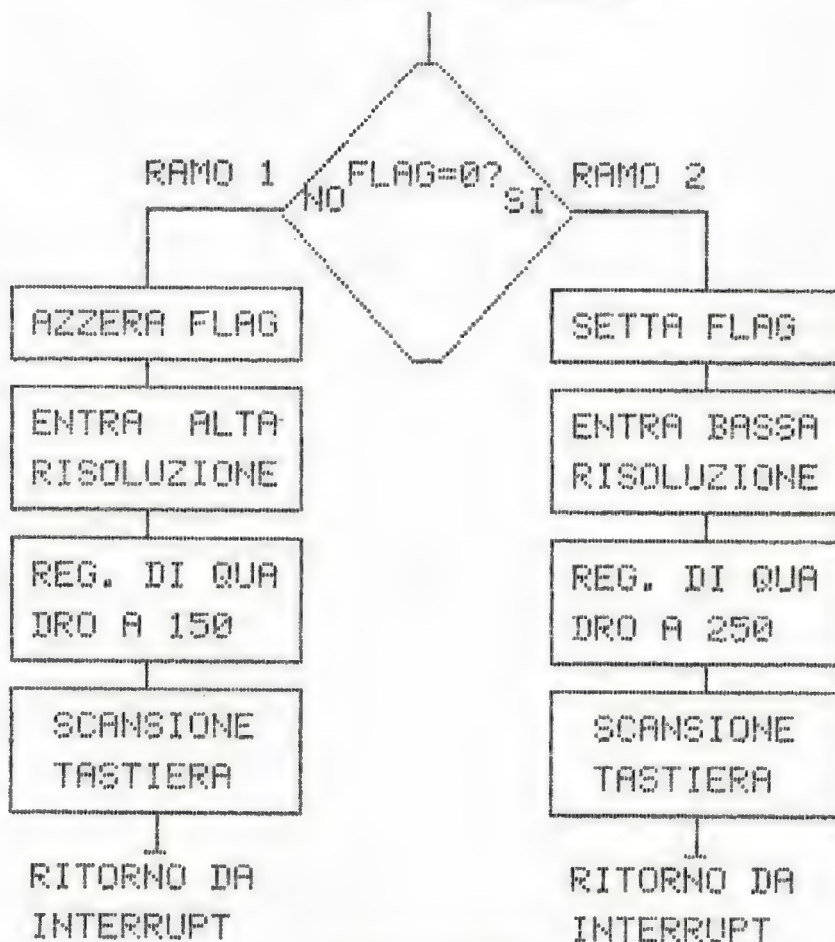 FLAG=0?
RAMO 1
NO
SI
RAMO 2
AZZERA FLAG
ENTRA ALTA
RISOLUZIONE
REG. DI QUA
DRO A 150
SCANSIONE
TASTIERA
RITORNO DA
INTERRUPT
SETTA FLAG
ENTRA BASSA
RISOLUZIONE
REG. DI QUA
DRO A 250
SCANSIONE
TASTIERA
RITORNO DA
INTERRUPT